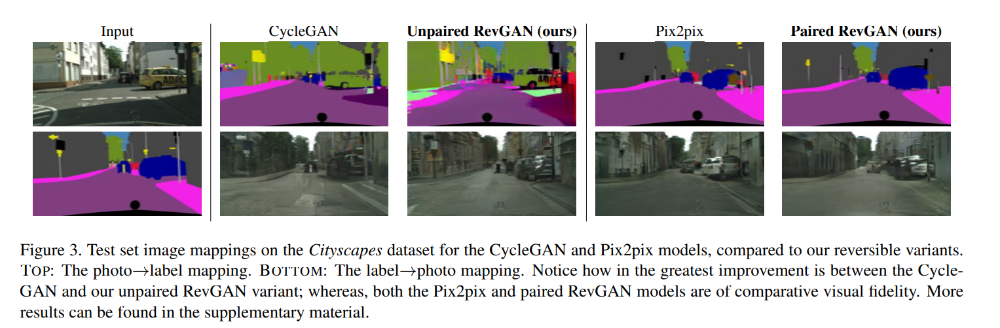 Input
CycleGAN
Unpaired RevGAN (ours)
Pix2pix
Paired RevGAN (ours)
ADAC
Figure 3. Test set image mappings on the Cityscapes dataset for the CycleGAN and Pix2pix models, compared to our reversible variants.
TOP: The photo→label mapping. BOTTOM: The label→photo mapping. Notice how in the greatest improvement is between the Cycle-
GAN and our unpaired RevGAN variant; whereas, both the Pix2pix and paired RevGAN models are of comparative visual fidelity. More
results can be found in the supplementary material.